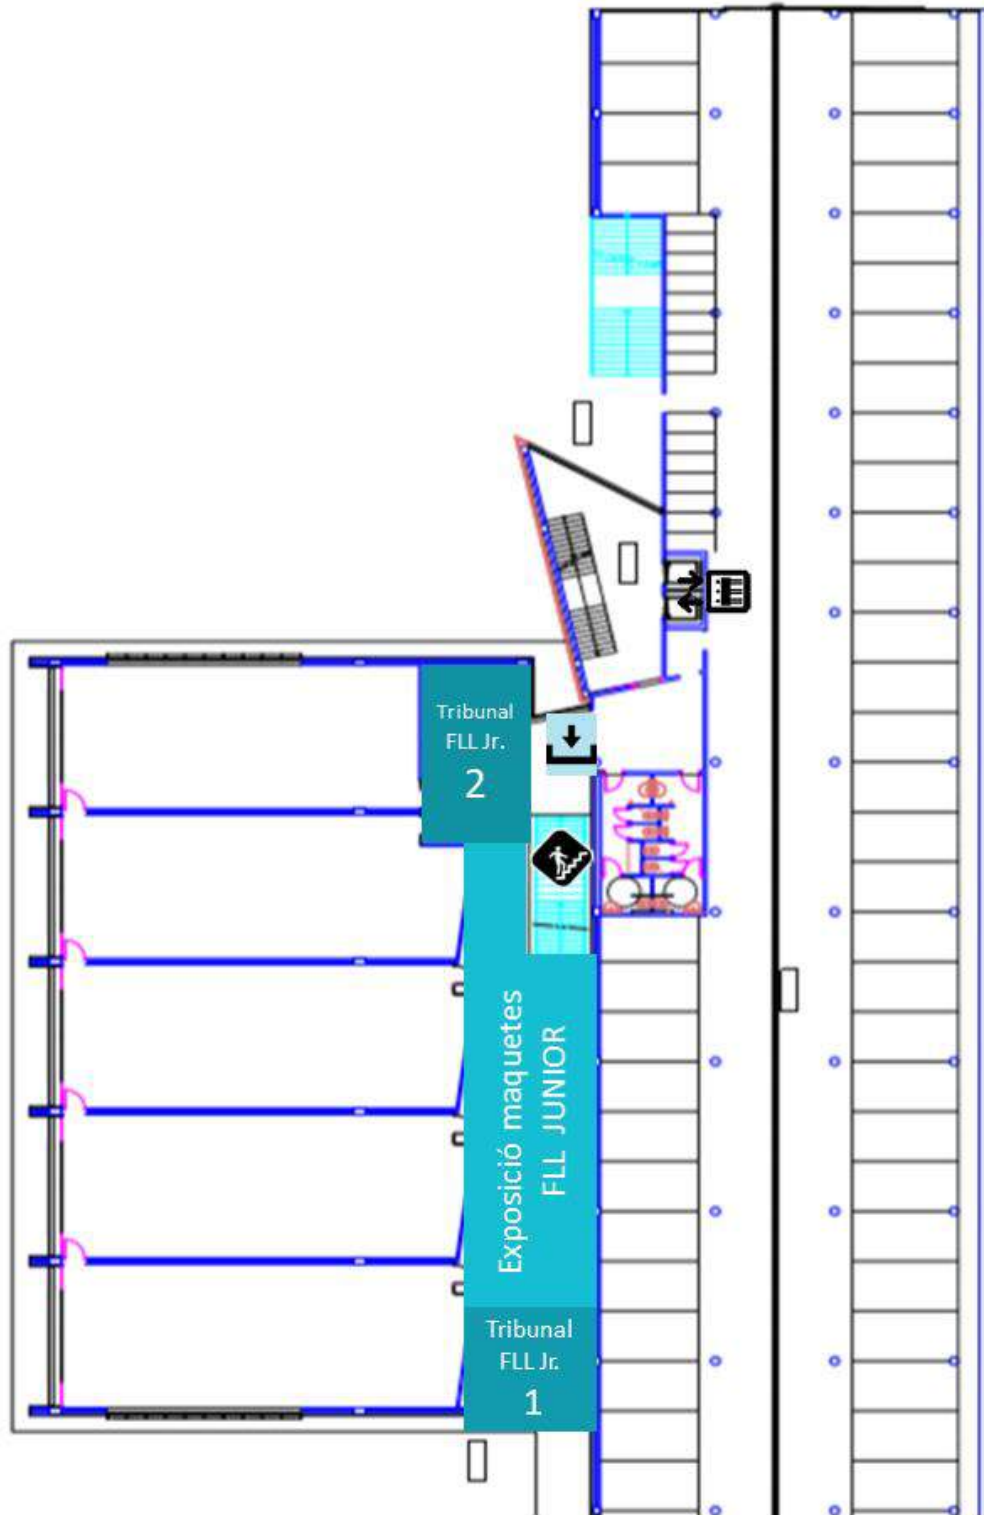 Tribunal
FLL Jr.
2
Exposició maquetes
FLL JUNIOR
Tribunal
FLL Jr.
1